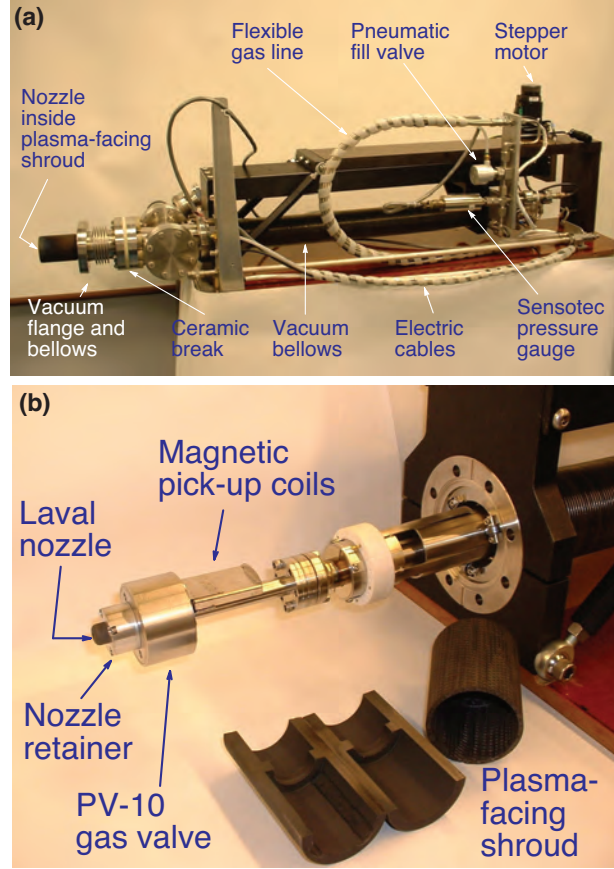 (a)
Flexible
gas line
Pneumatic
fill valve
Stepper
motor
Nozzle
inside
plasma-facing
shroud
Vacuum
flange and
bellows
Ceramic
break
Vacuum
bellows
Electric
cables
Sensotec
pressure
gauge
(b)
Magnetic
pick-up coils
Laval
nozzle
Nozzle
retainer
PV-10
gas valve
Plasma-
facing
shroud